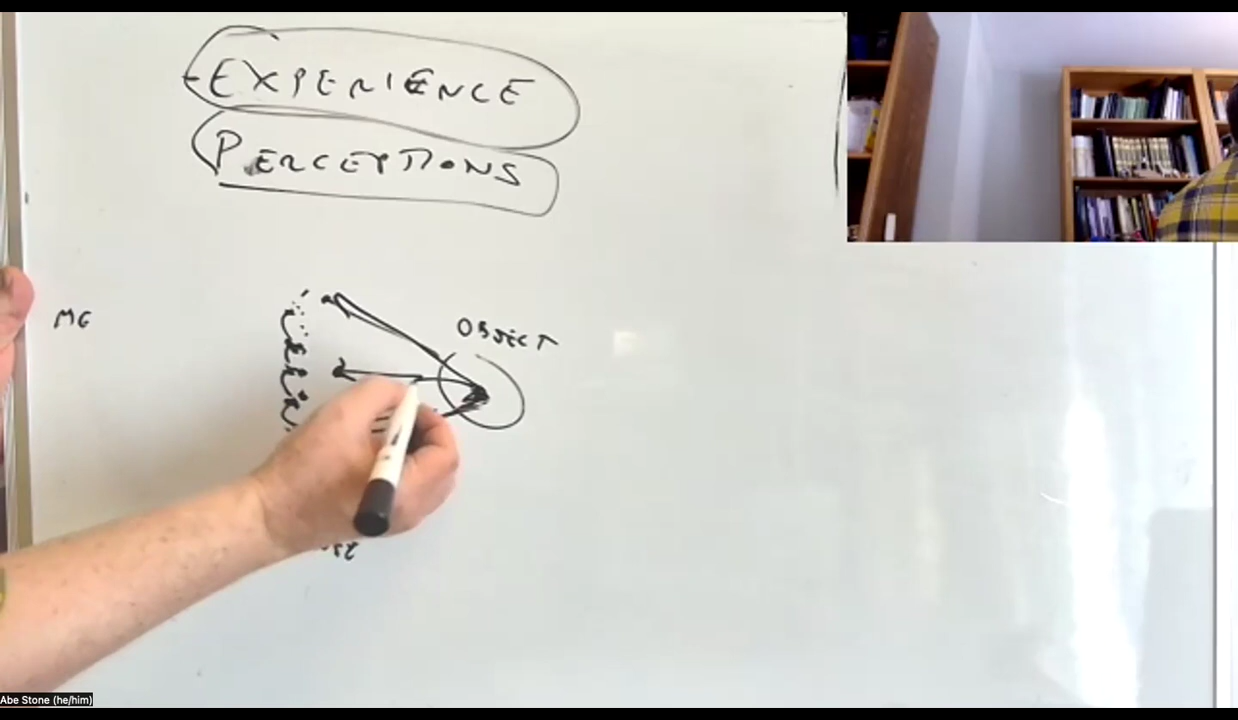 EXPERIENCE
PERCEPTIONS
OBJECT
ME
Abe Stone (he/him)